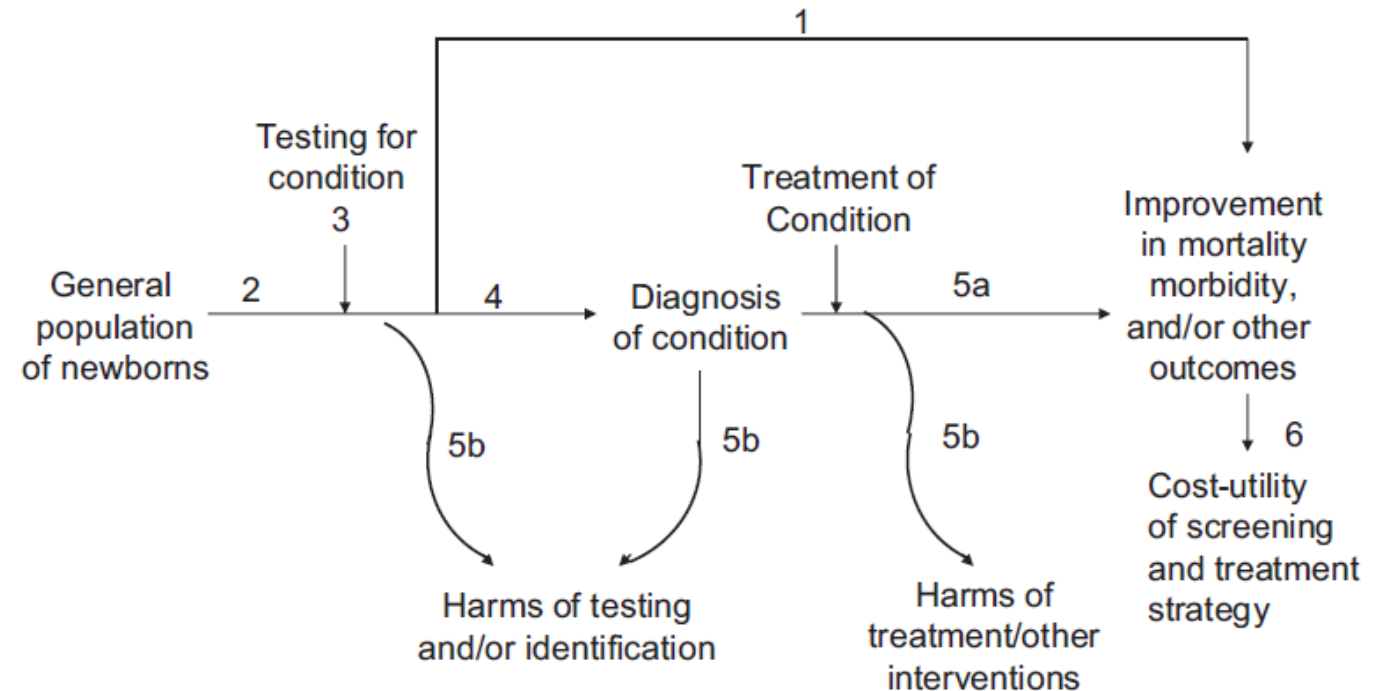 1
Testing for
condition
3
Treatment of
Condition
Improvement
in mortality
morbidity,
and/or other
outcomes
General
population
of newborns
2
4
Diagnosis
of condition
5a
5b
5b
5b
6
Cost-utility
of screening
and treatment
strategy
Harms of testing
and/or identification
Harms of
treatment/other
interventions